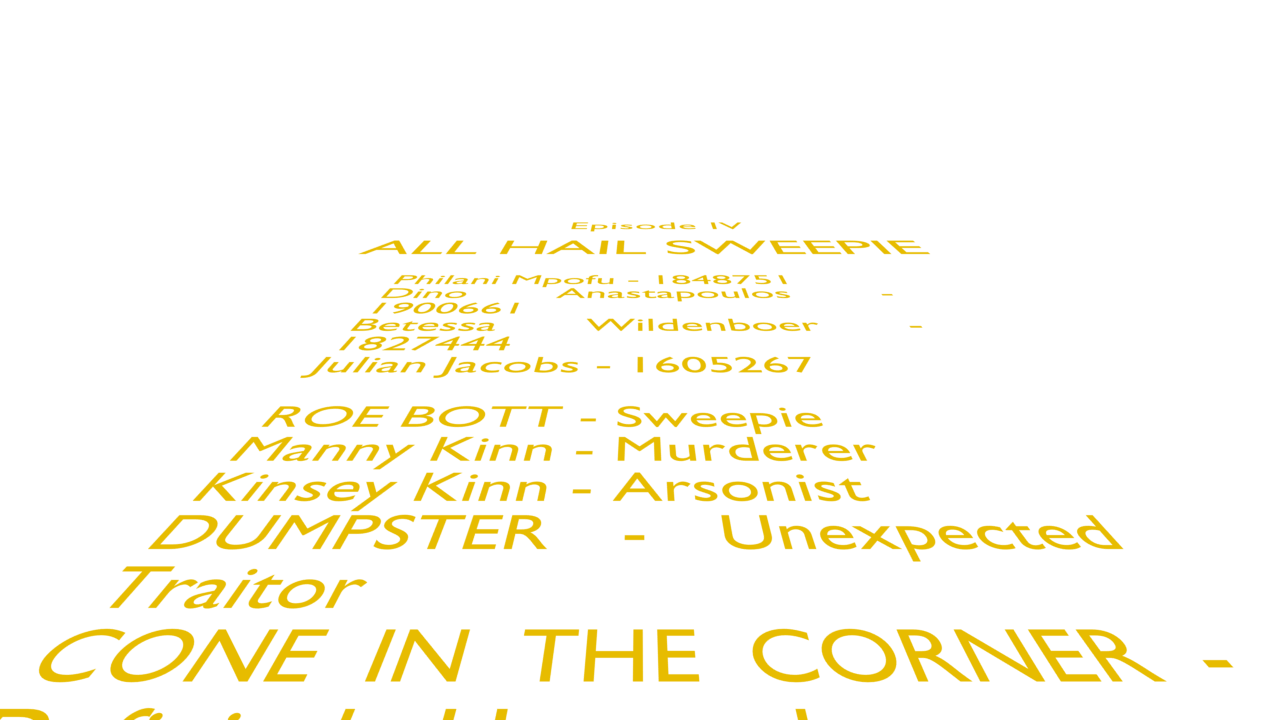 Episode IV
ALL HAIL SWEEPIE
Philani Mpofu - 1848751
Dino Anastapoulos -
1900661
Betessa Wildenboer -
1827444
Julian Jacobs - 1605267
ROE BOTT - Sweepie
Manny Kinn - Murderer
Kinsey Kinn - Arsonist
DUMPSTER - Unexpected
Traitor
CONE IN THE CORNER -